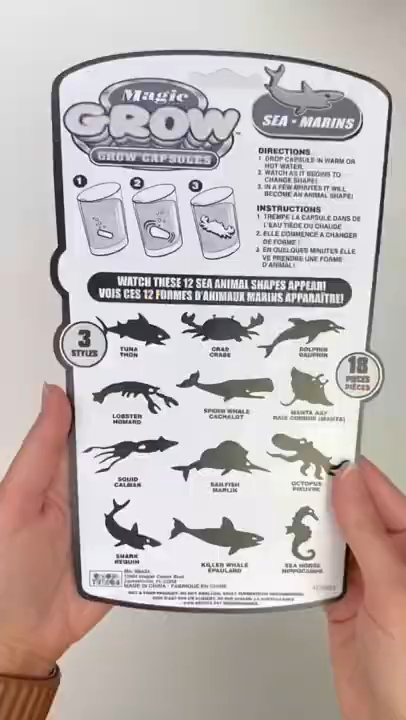 Magic
GROW
GROW CAPSULES
SEA - MARINS
1
2
3
DIRECTIONS
1. DROP CAPSULE IN WARM OR
HOT WATER.
2. WATCH AS IT BEGINS TO
CHANGE SHAPE!
3. IN A FEW MINUTES IT WILL
BECOME AN ANIMAL SHAPE!
INSTRUCTIONS
1. TREMPE LA CAPSULE DANS DE
L'EAU TIÈDE OU CHAUDE
2. ELLE COMMENCE A CHANGER
DE FORME !
3. EN QUELQUES MINUTES ELLE
VE PRENDRE UNE FORME
D'ANIMAL!
WATCH THESE 12 SEA ANIMAL SHAPES APPEAR!
VOIS CES 12 FORMES D'ANIMAUX MARINS APPARAÎTRE!
3
STYLES
18
PIECES
PIÈCES
TUNA
THON
CRAB
CRABE
DOLPHIN
DAUPHIN
LOBSTER
HOMARD
SPERM WHALE
CACHALOT
MANTA RAY
RAIE CORNUE (MANTA)
SQUID
CALMAR
SAILFISH
MARLIN
OCTOPUS
PIEUVRE
SHARK
REQUIN
KILLER WHALE
ÉPAULARD
SEA HORSE
HIPPOCAMPE
MADE IN CHINA - FABRIQUÉ EN CHINE